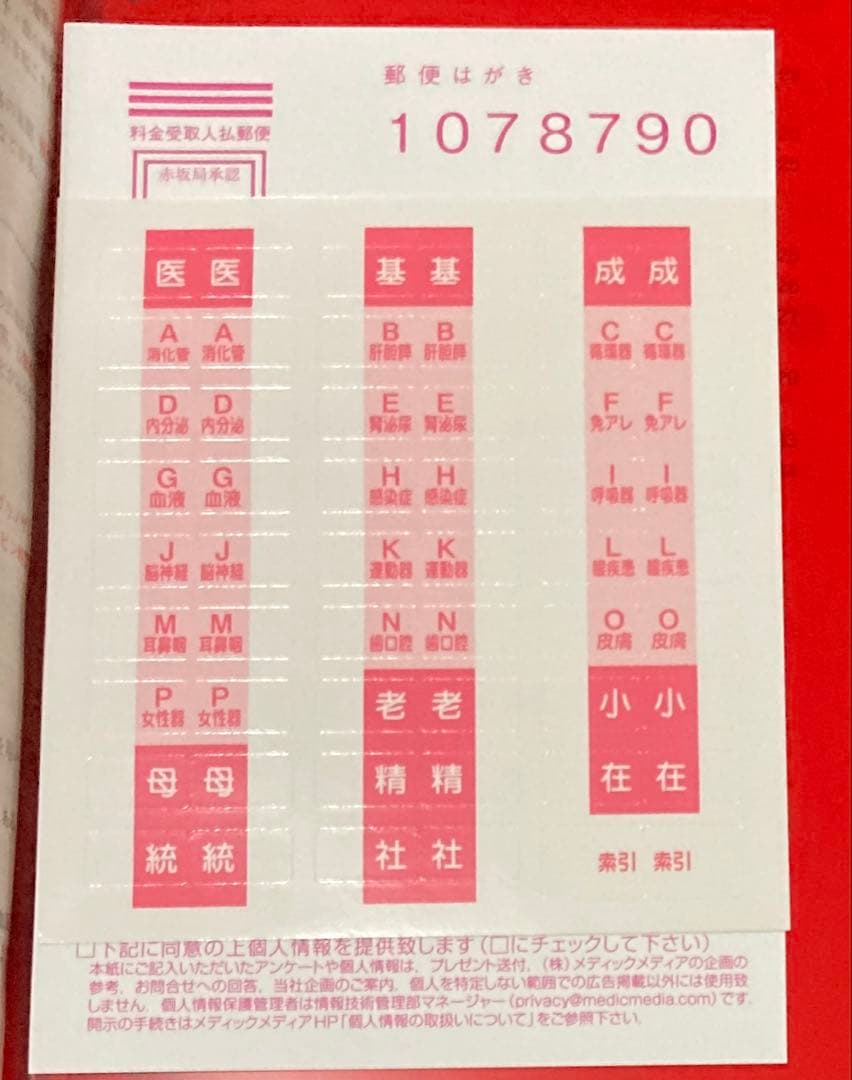 郵便はがき
1078790
料金受取人払郵便
赤坂局承認
医 医 基 基 成 成
A A B B C C
消化管 消化管 肝胆膵 肝胆膵 循環器 循環器
D D E E F F
内分泌 内分泌 腎泌尿 腎泌尿 免アレ 免アレ
G G H H I I
血液 血液 感染症 感染症 呼吸器 呼吸器
J J K K L L
脳神経 脳神経 運動器 運動器 眼疾患 眼疾患
M M N N O O
耳鼻咽 耳鼻咽 歯口腔 歯口腔 皮膚 皮膚
P P 老 老 小 小
女性器 女性器
母 母 精 精 在 在
統 統 社 社 索引 索引
□下記に同意の上個人情報を提供致します(□にチェックして下さい)
本紙にご記入いただいたアンケートや個人情報は、プレゼント送付、(株)メディックメディアの企画の
参考、お問合せへの回答、当社企画のご案内、個人を特定しない範囲での広告掲載以外には使用致
しません。個人情報保護管理者は情報技術管理部マネージャー(privacy@medicmedia.com)です。
開示の手続きはメディックメディアHP「個人情報の取扱いについて」をご参照下さい。